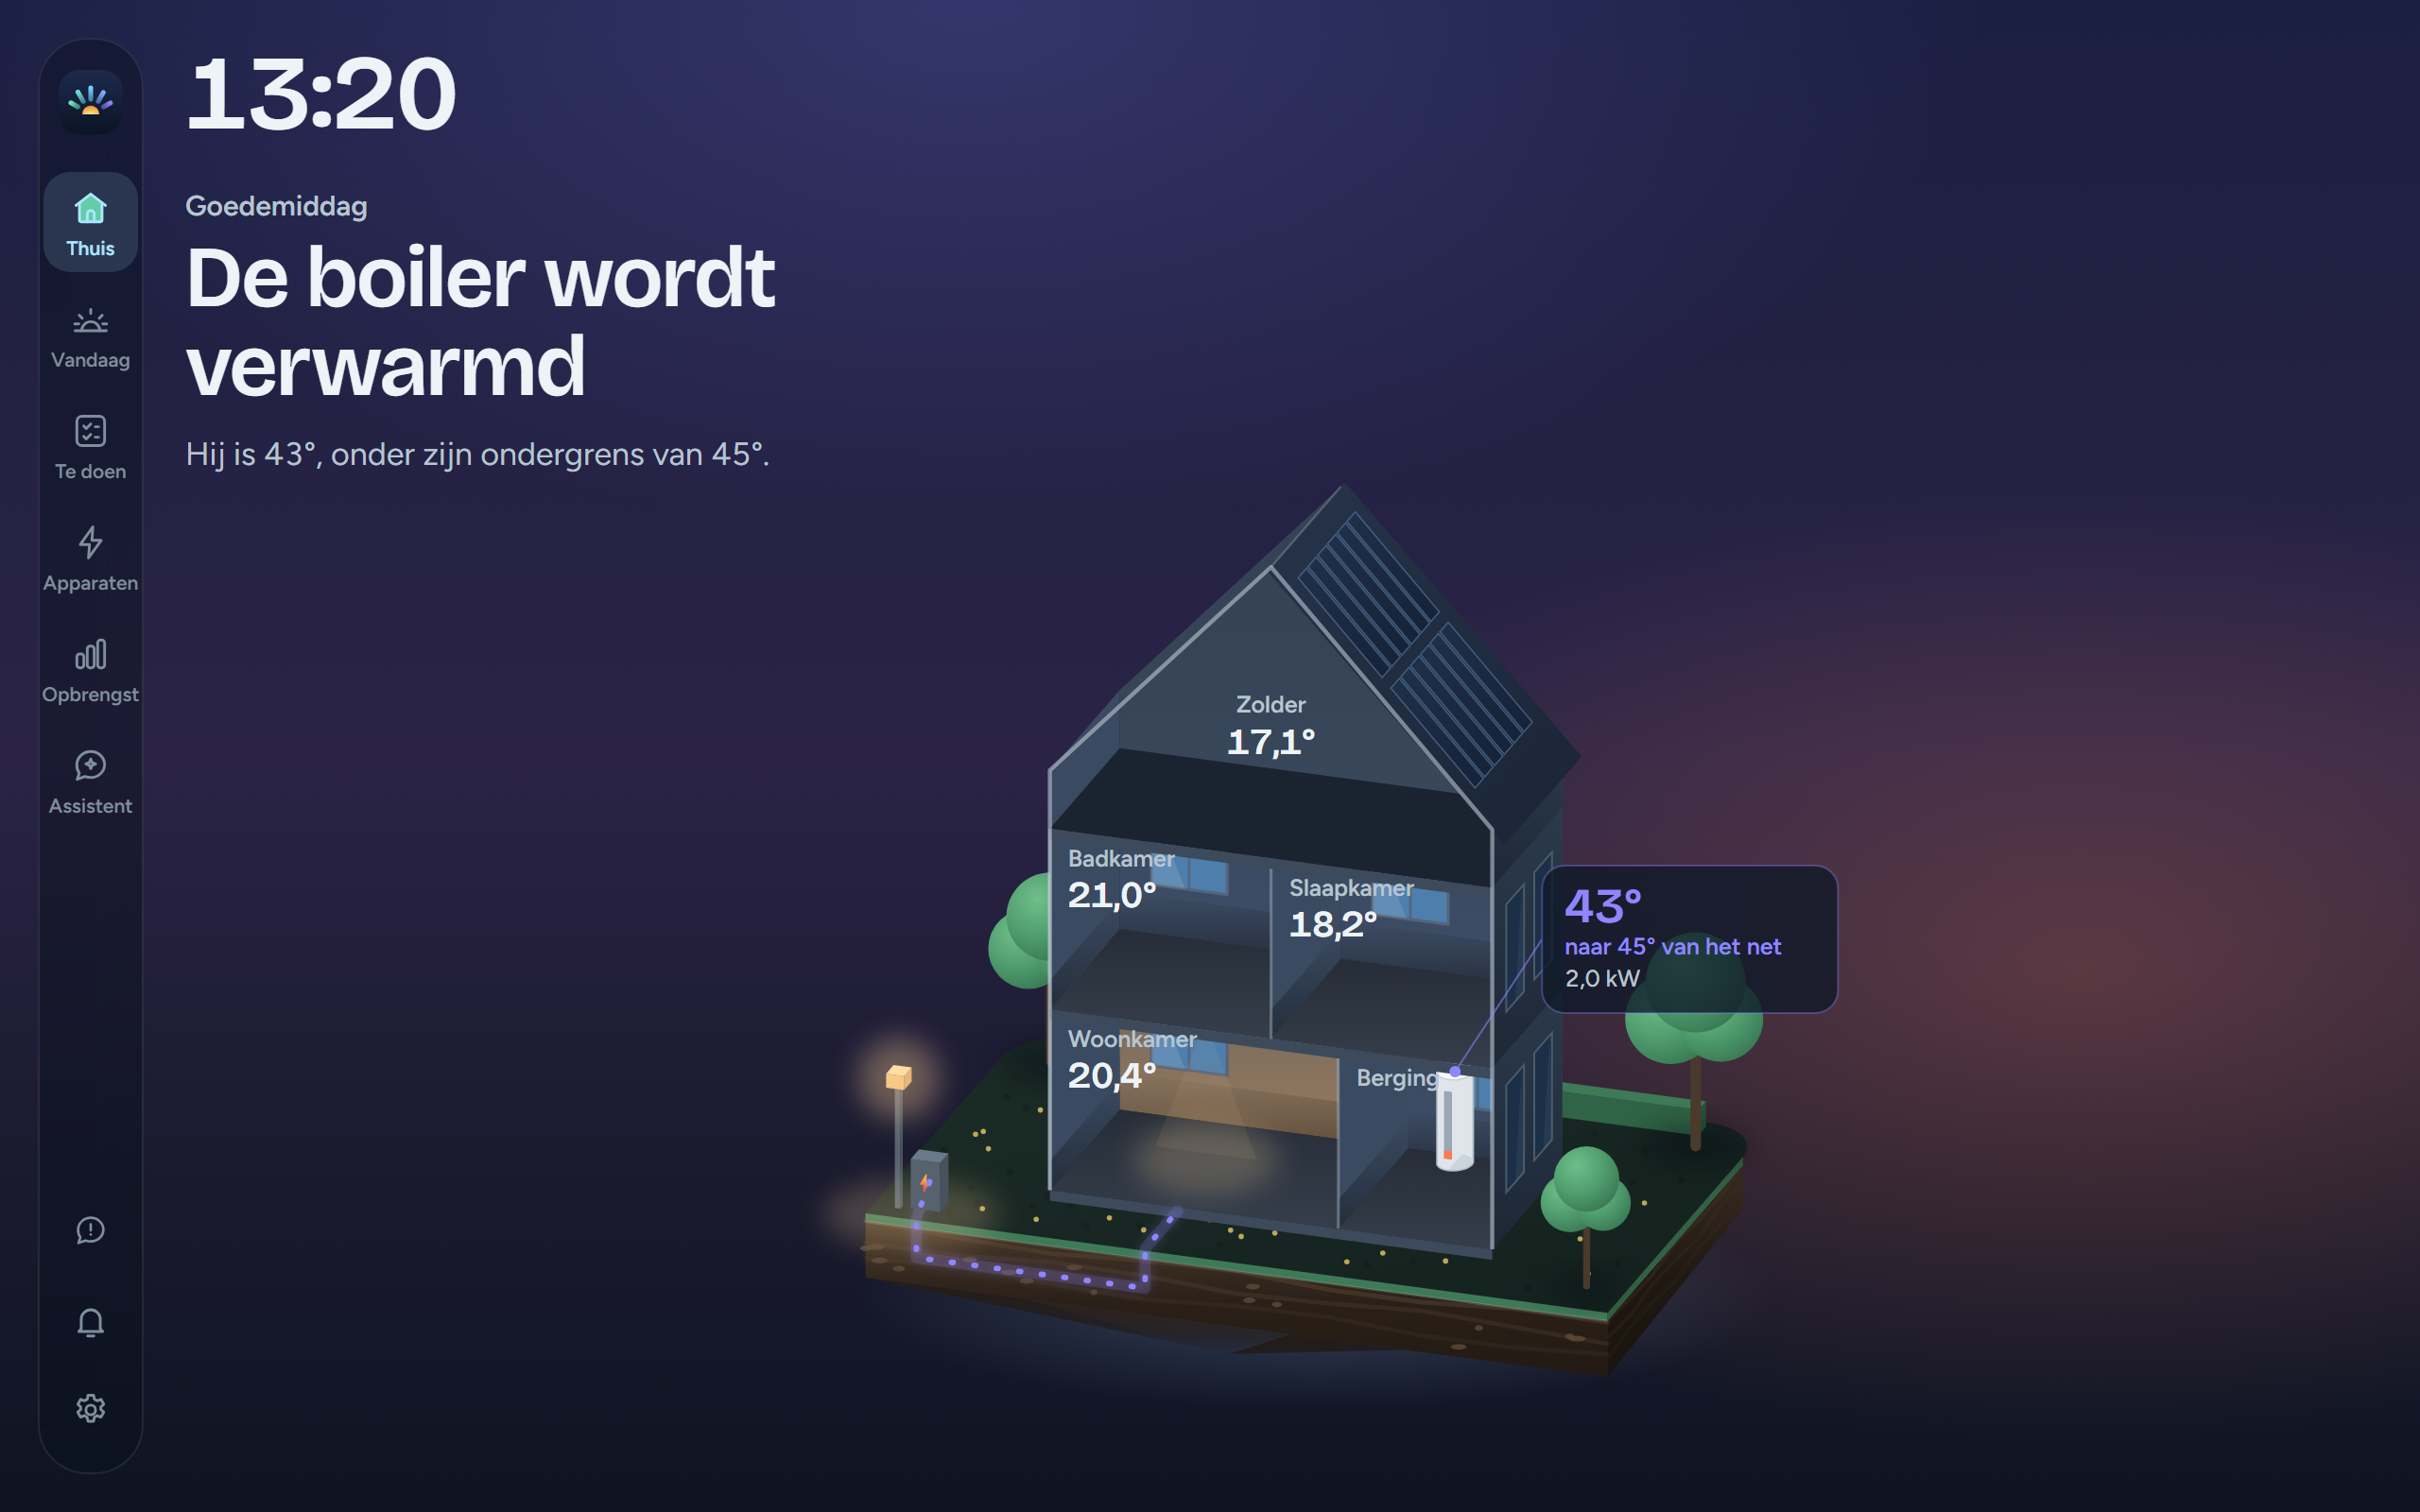 13:20
Goedemiddag
De boiler wordt
verwarmd
Hij is 43°, onder zijn ondergrens van 45°.
Thuis
Vandaag
Te doen
Apparaten
Opbrengst
Assistent
Zolder
17,1°
Badkamer
21,0°
Slaapkamer
18,2°
Woonkamer
20,4°
Berging
43°
naar 45° van het net
2,0 kW